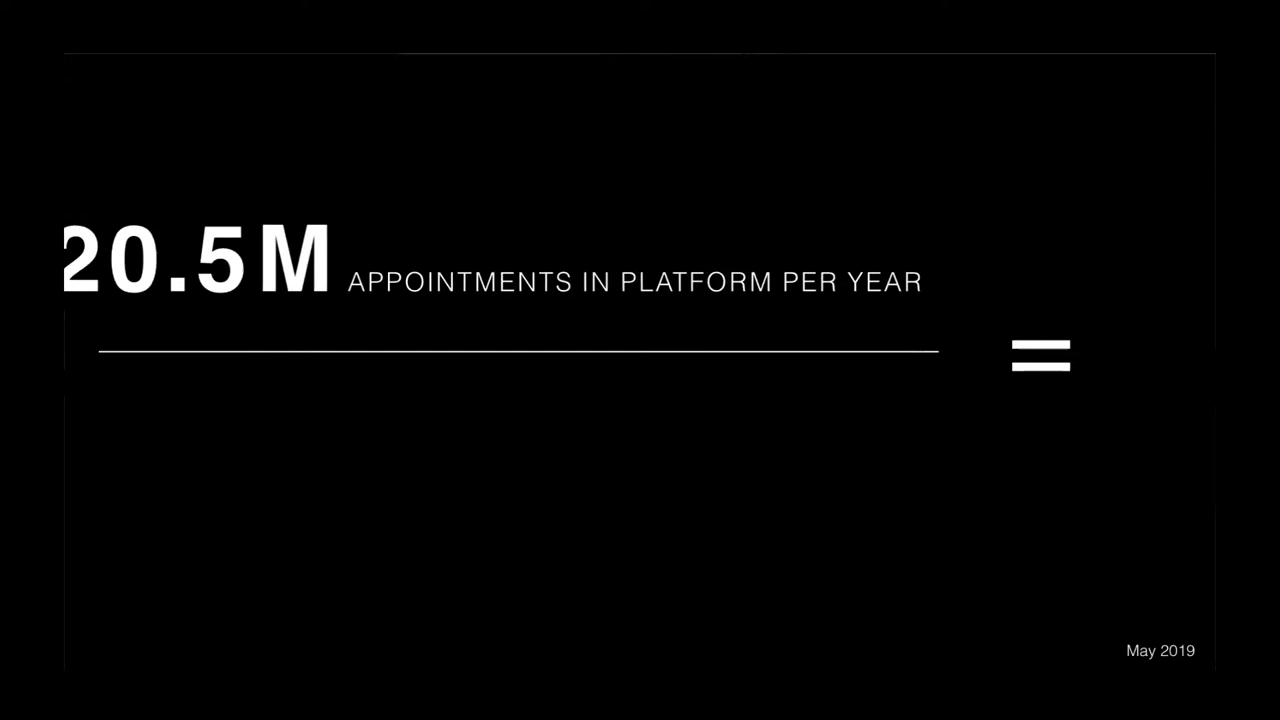 20.5M APPOINTMENTS IN PLATFORM PER YEAR
=
May 2019